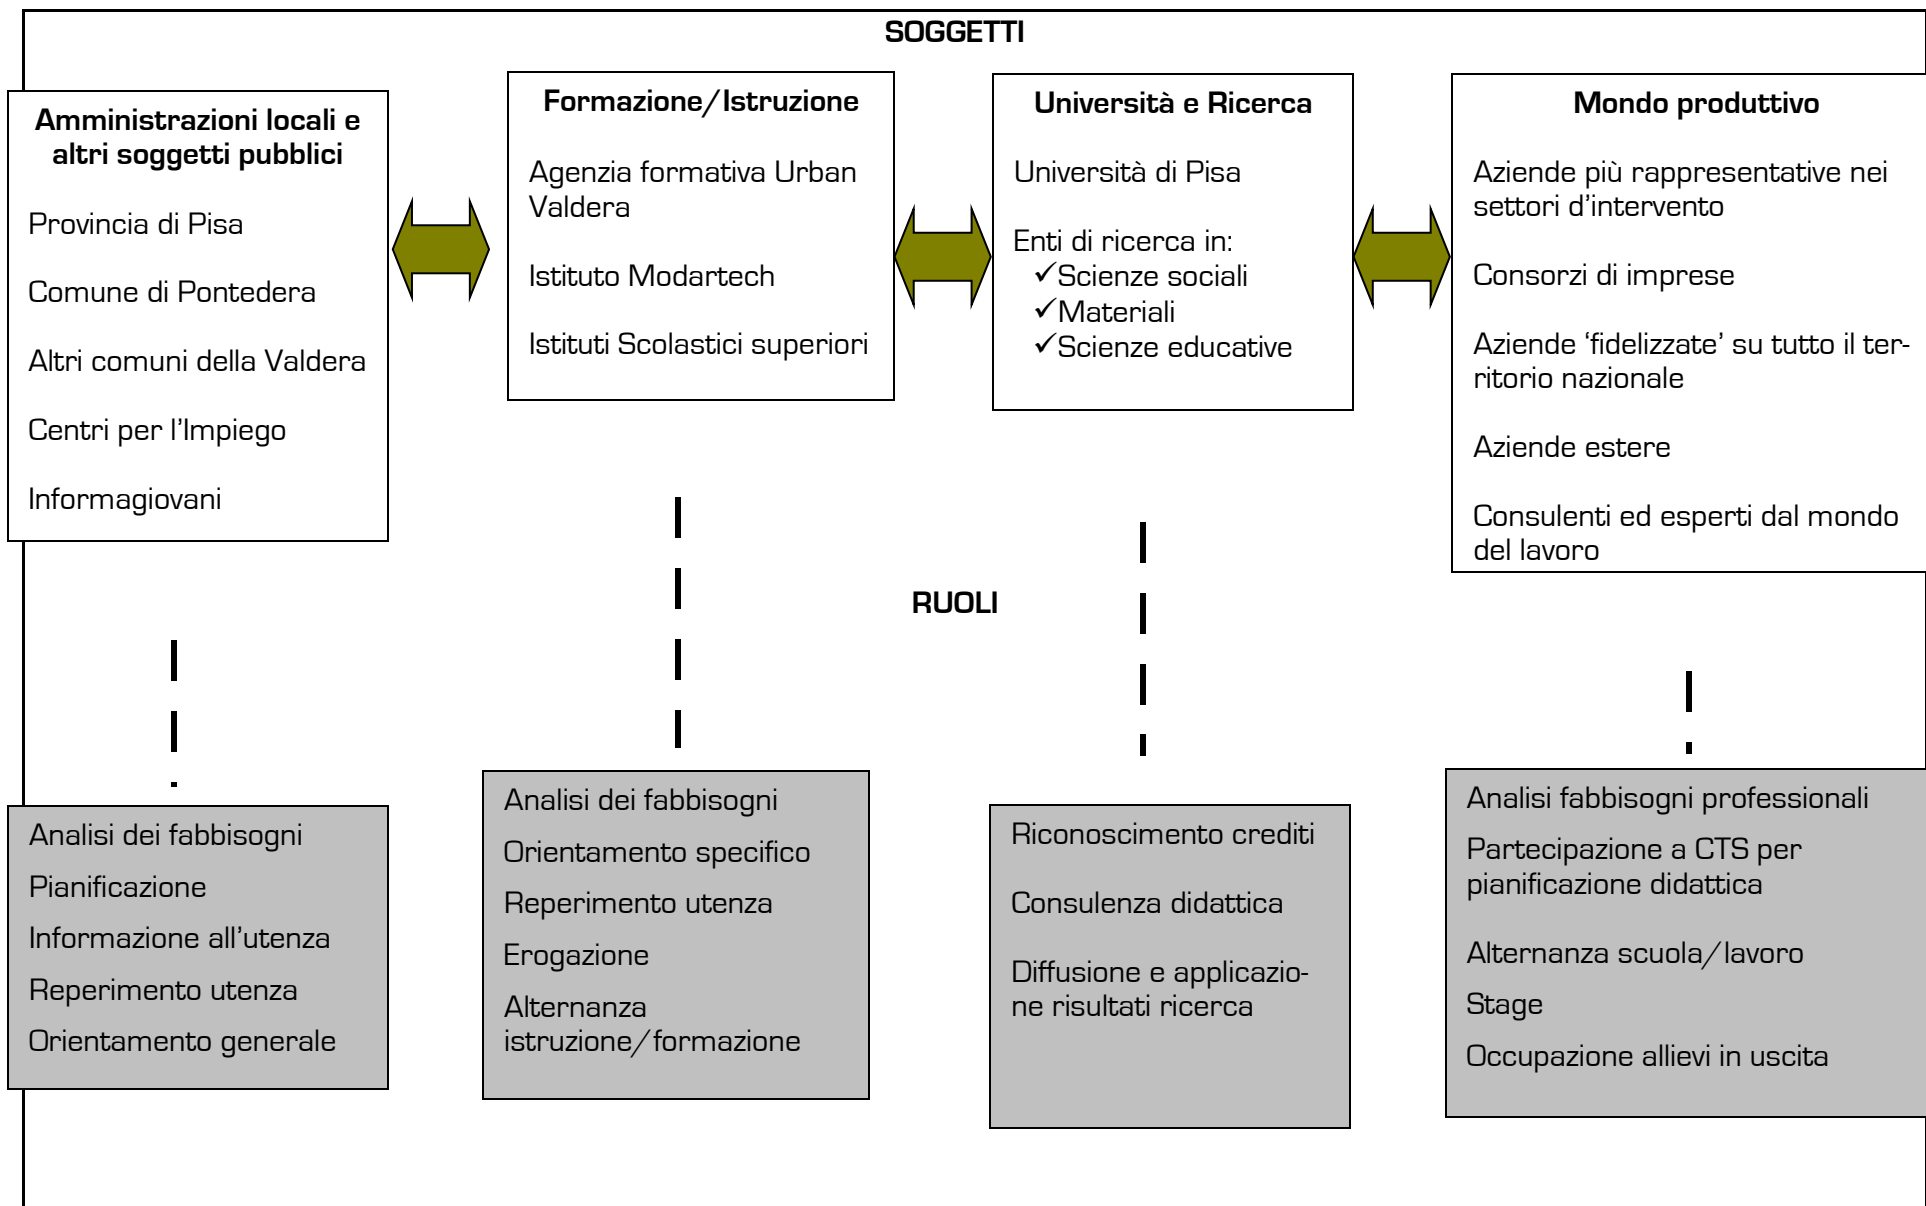 SOGGETTI
Amministrazioni locali e
altri soggetti pubblici
Provincia di Pisa
Comune di Pontedera
Altri comuni della Valdera
Centri per l'Impiego
Informagiovani
Formazione/Istruzione
Agenzia formativa Urban
Valdera
Istituto Modartech
Istituti Scolastici superiori
Università e Ricerca
Università di Pisa
Enti di ricerca in:
✓Scienze sociali
✓Materiali
✓Scienze educative
Mondo produttivo
Aziende più rappresentative nei
settori d'intervento
Consorzi di imprese
Aziende 'fidelizzate' su tutto il ter-
ritorio nazionale
Aziende estere
Consulenti ed esperti dal mondo
del lavoro
RUOLI
Analisi dei fabbisogni
Pianificazione
Informazione all'utenza
Reperimento utenza
Orientamento generale
Analisi dei fabbisogni
Orientamento specifico
Reperimento utenza
Erogazione
Alternanza
istruzione/formazione
Riconoscimento crediti
Consulenza didattica
Diffusione e applicazio-
ne risultati ricerca
Analisi fabbisogni professionali
Partecipazione a CTS per
pianificazione didattica
Alternanza scuola/lavoro
Stage
Occupazione allievi in uscita